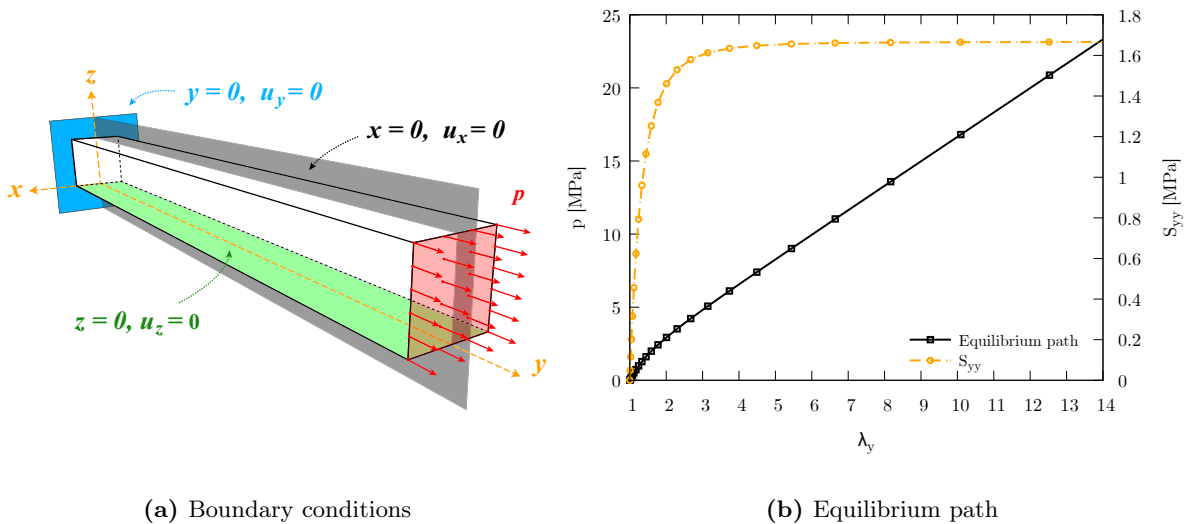 z
y = 0, u_y = 0
x = 0, u_x = 0
x
p
z = 0, u_z = 0
y
25
20
15
10
5
0
p [MPa]
1.8
1.6
1.4
1.2
1
0.8
0.6
0.4
0.2
0
S_yy [MPa]
Equilibrium path
S_yy
1 2 3 4 5 6 7 8 9 10 11 12 13 14
λ_y
(a) Boundary conditions
(b) Equilibrium path